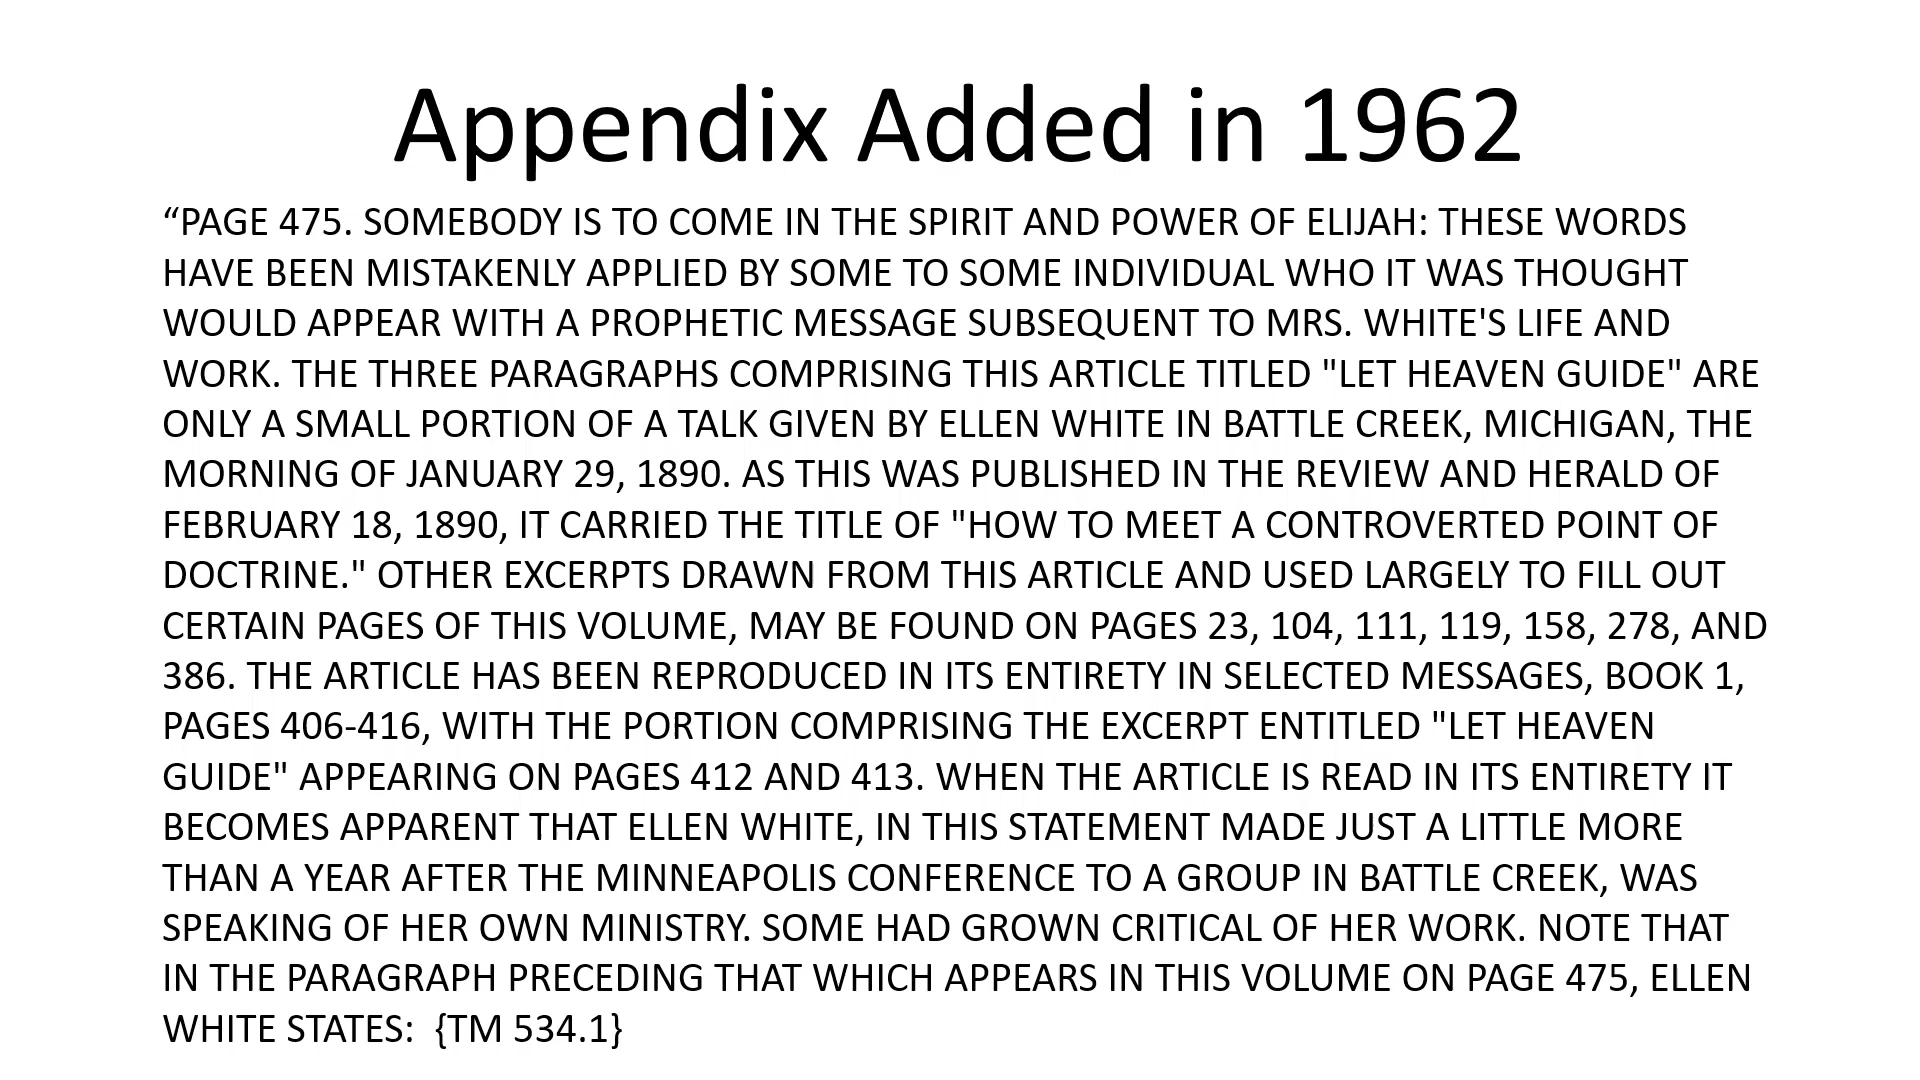 Appendix Added in 1962
“PAGE 475. SOMEBODY IS TO COME IN THE SPIRIT AND POWER OF ELIJAH: THESE WORDS
HAVE BEEN MISTAKENLY APPLIED BY SOME TO SOME INDIVIDUAL WHO IT WAS THOUGHT
WOULD APPEAR WITH A PROPHETIC MESSAGE SUBSEQUENT TO MRS. WHITE'S LIFE AND
WORK. THE THREE PARAGRAPHS COMPRISING THIS ARTICLE TITLED "LET HEAVEN GUIDE" ARE
ONLY A SMALL PORTION OF A TALK GIVEN BY ELLEN WHITE IN BATTLE CREEK, MICHIGAN, THE
MORNING OF JANUARY 29, 1890. AS THIS WAS PUBLISHED IN THE REVIEW AND HERALD OF
FEBRUARY 18, 1890, IT CARRIED THE TITLE OF "HOW TO MEET A CONTROVERTED POINT OF
DOCTRINE." OTHER EXCERPTS DRAWN FROM THIS ARTICLE AND USED LARGELY TO FILL OUT
CERTAIN PAGES OF THIS VOLUME, MAY BE FOUND ON PAGES 23, 104, 111, 119, 158, 278, AND
386. THE ARTICLE HAS BEEN REPRODUCED IN ITS ENTIRETY IN SELECTED MESSAGES, BOOK 1,
PAGES 406-416, WITH THE PORTION COMPRISING THE EXCERPT ENTITLED "LET HEAVEN
GUIDE" APPEARING ON PAGES 412 AND 413. WHEN THE ARTICLE IS READ IN ITS ENTIRETY IT
BECOMES APPARENT THAT ELLEN WHITE, IN THIS STATEMENT MADE JUST A LITTLE MORE
THAN A YEAR AFTER THE MINNEAPOLIS CONFERENCE TO A GROUP IN BATTLE CREEK, WAS
SPEAKING OF HER OWN MINISTRY. SOME HAD GROWN CRITICAL OF HER WORK. NOTE THAT
IN THE PARAGRAPH PRECEDING THAT WHICH APPEARS IN THIS VOLUME ON PAGE 475, ELLEN
WHITE STATES:  {TM 534.1}